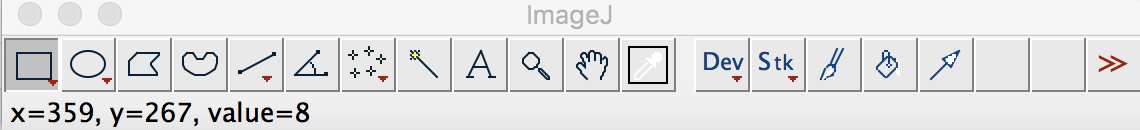 ImageJ
A Dev Stk >>
x=359, y=267, value=8